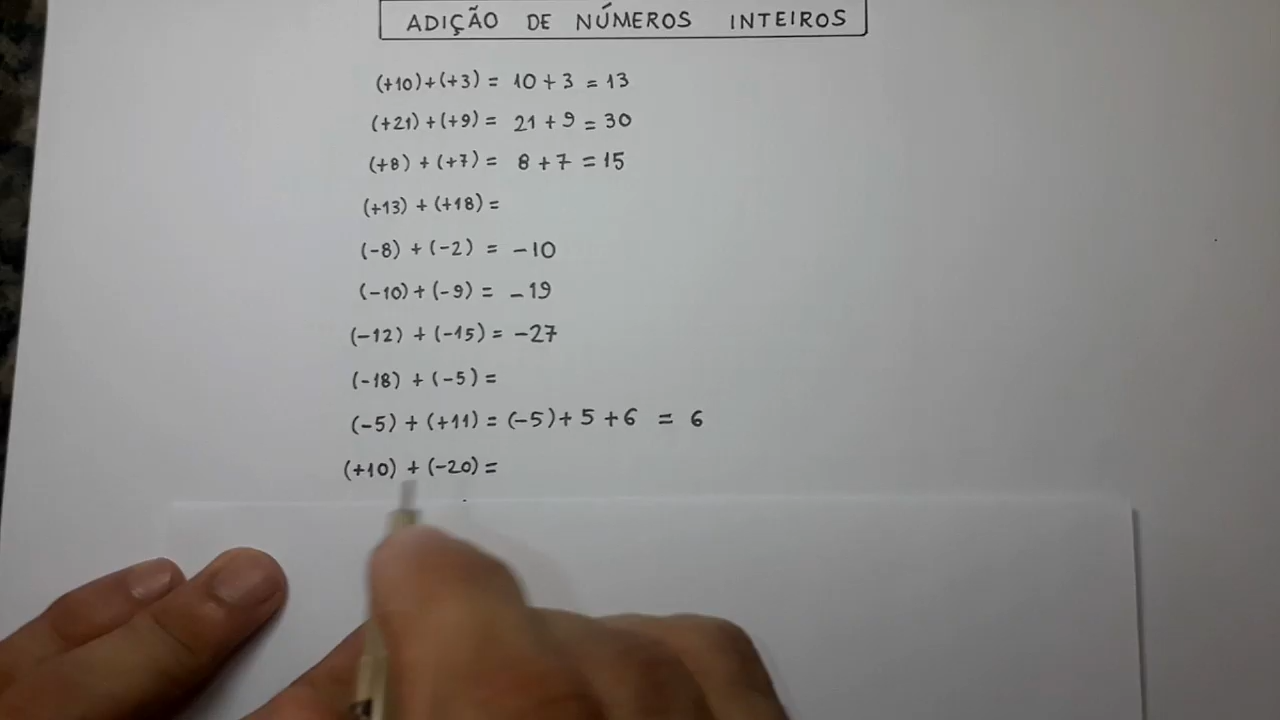 ADIÇÃO DE NÚMEROS INTEIROS
(+10)+(+3) = 10 + 3 = 13
(+21) + (+9) = 21 + 9 = 30
(+8) + (+7) = 8 + 7 = 15
(+13) + (+18) =
(-8) + (-2) = -10
(-10) + (-9) = -19
(-12) + (-15) = -27
(-18) + (-5) =
(-5) + (+11) = (-5) + 5 + 6 = 6
(+10) + (-20) =